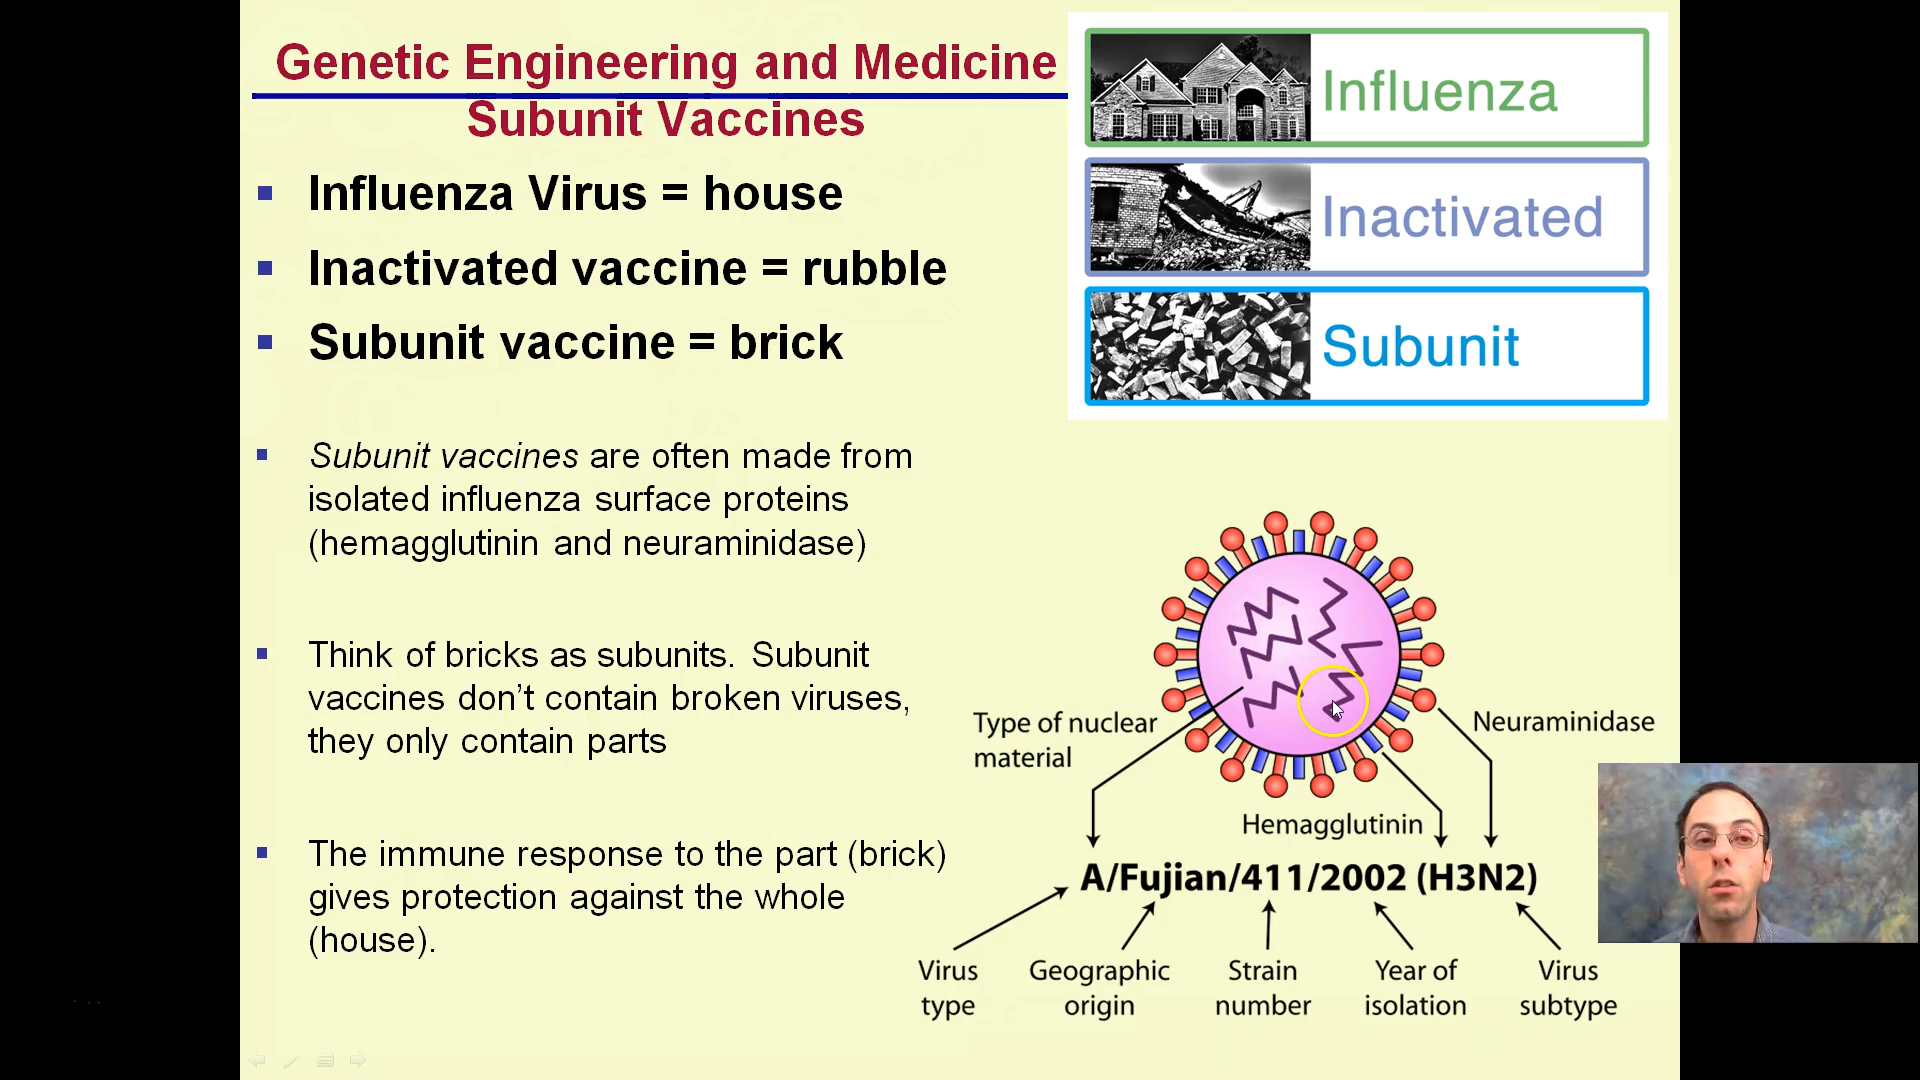 Genetic Engineering and Medicine
Subunit Vaccines
▪ Influenza Virus = house
▪ Inactivated vaccine = rubble
▪ Subunit vaccine = brick
▪ Subunit vaccines are often made from
isolated influenza surface proteins
(hemagglutinin and neuraminidase)
▪ Think of bricks as subunits. Subunit
vaccines don’t contain broken viruses,
they only contain parts
▪ The immune response to the part (brick)
gives protection against the whole
(house).
Influenza
Inactivated
Subunit
Type of nuclear
material
Neuraminidase
Hemagglutinin
A/Fujian/411/2002 (H3N2)
Virus
type
Geographic
origin
Strain
number
Year of
isolation
Virus
subtype